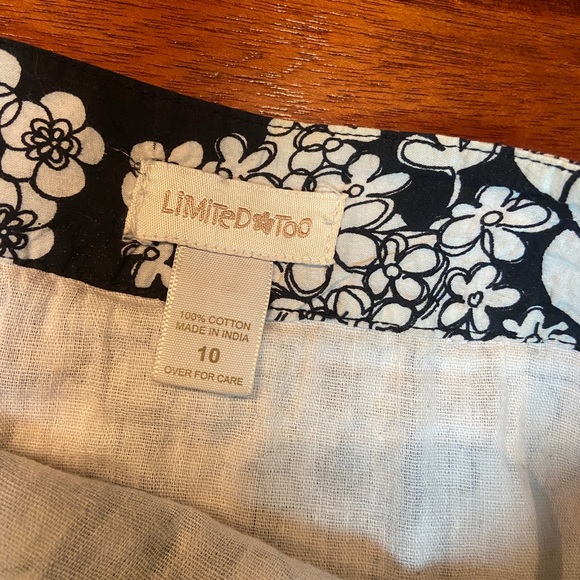 LiMiTeD Too
100% COTTON
MADE IN INDIA
10
OVER FOR CARE